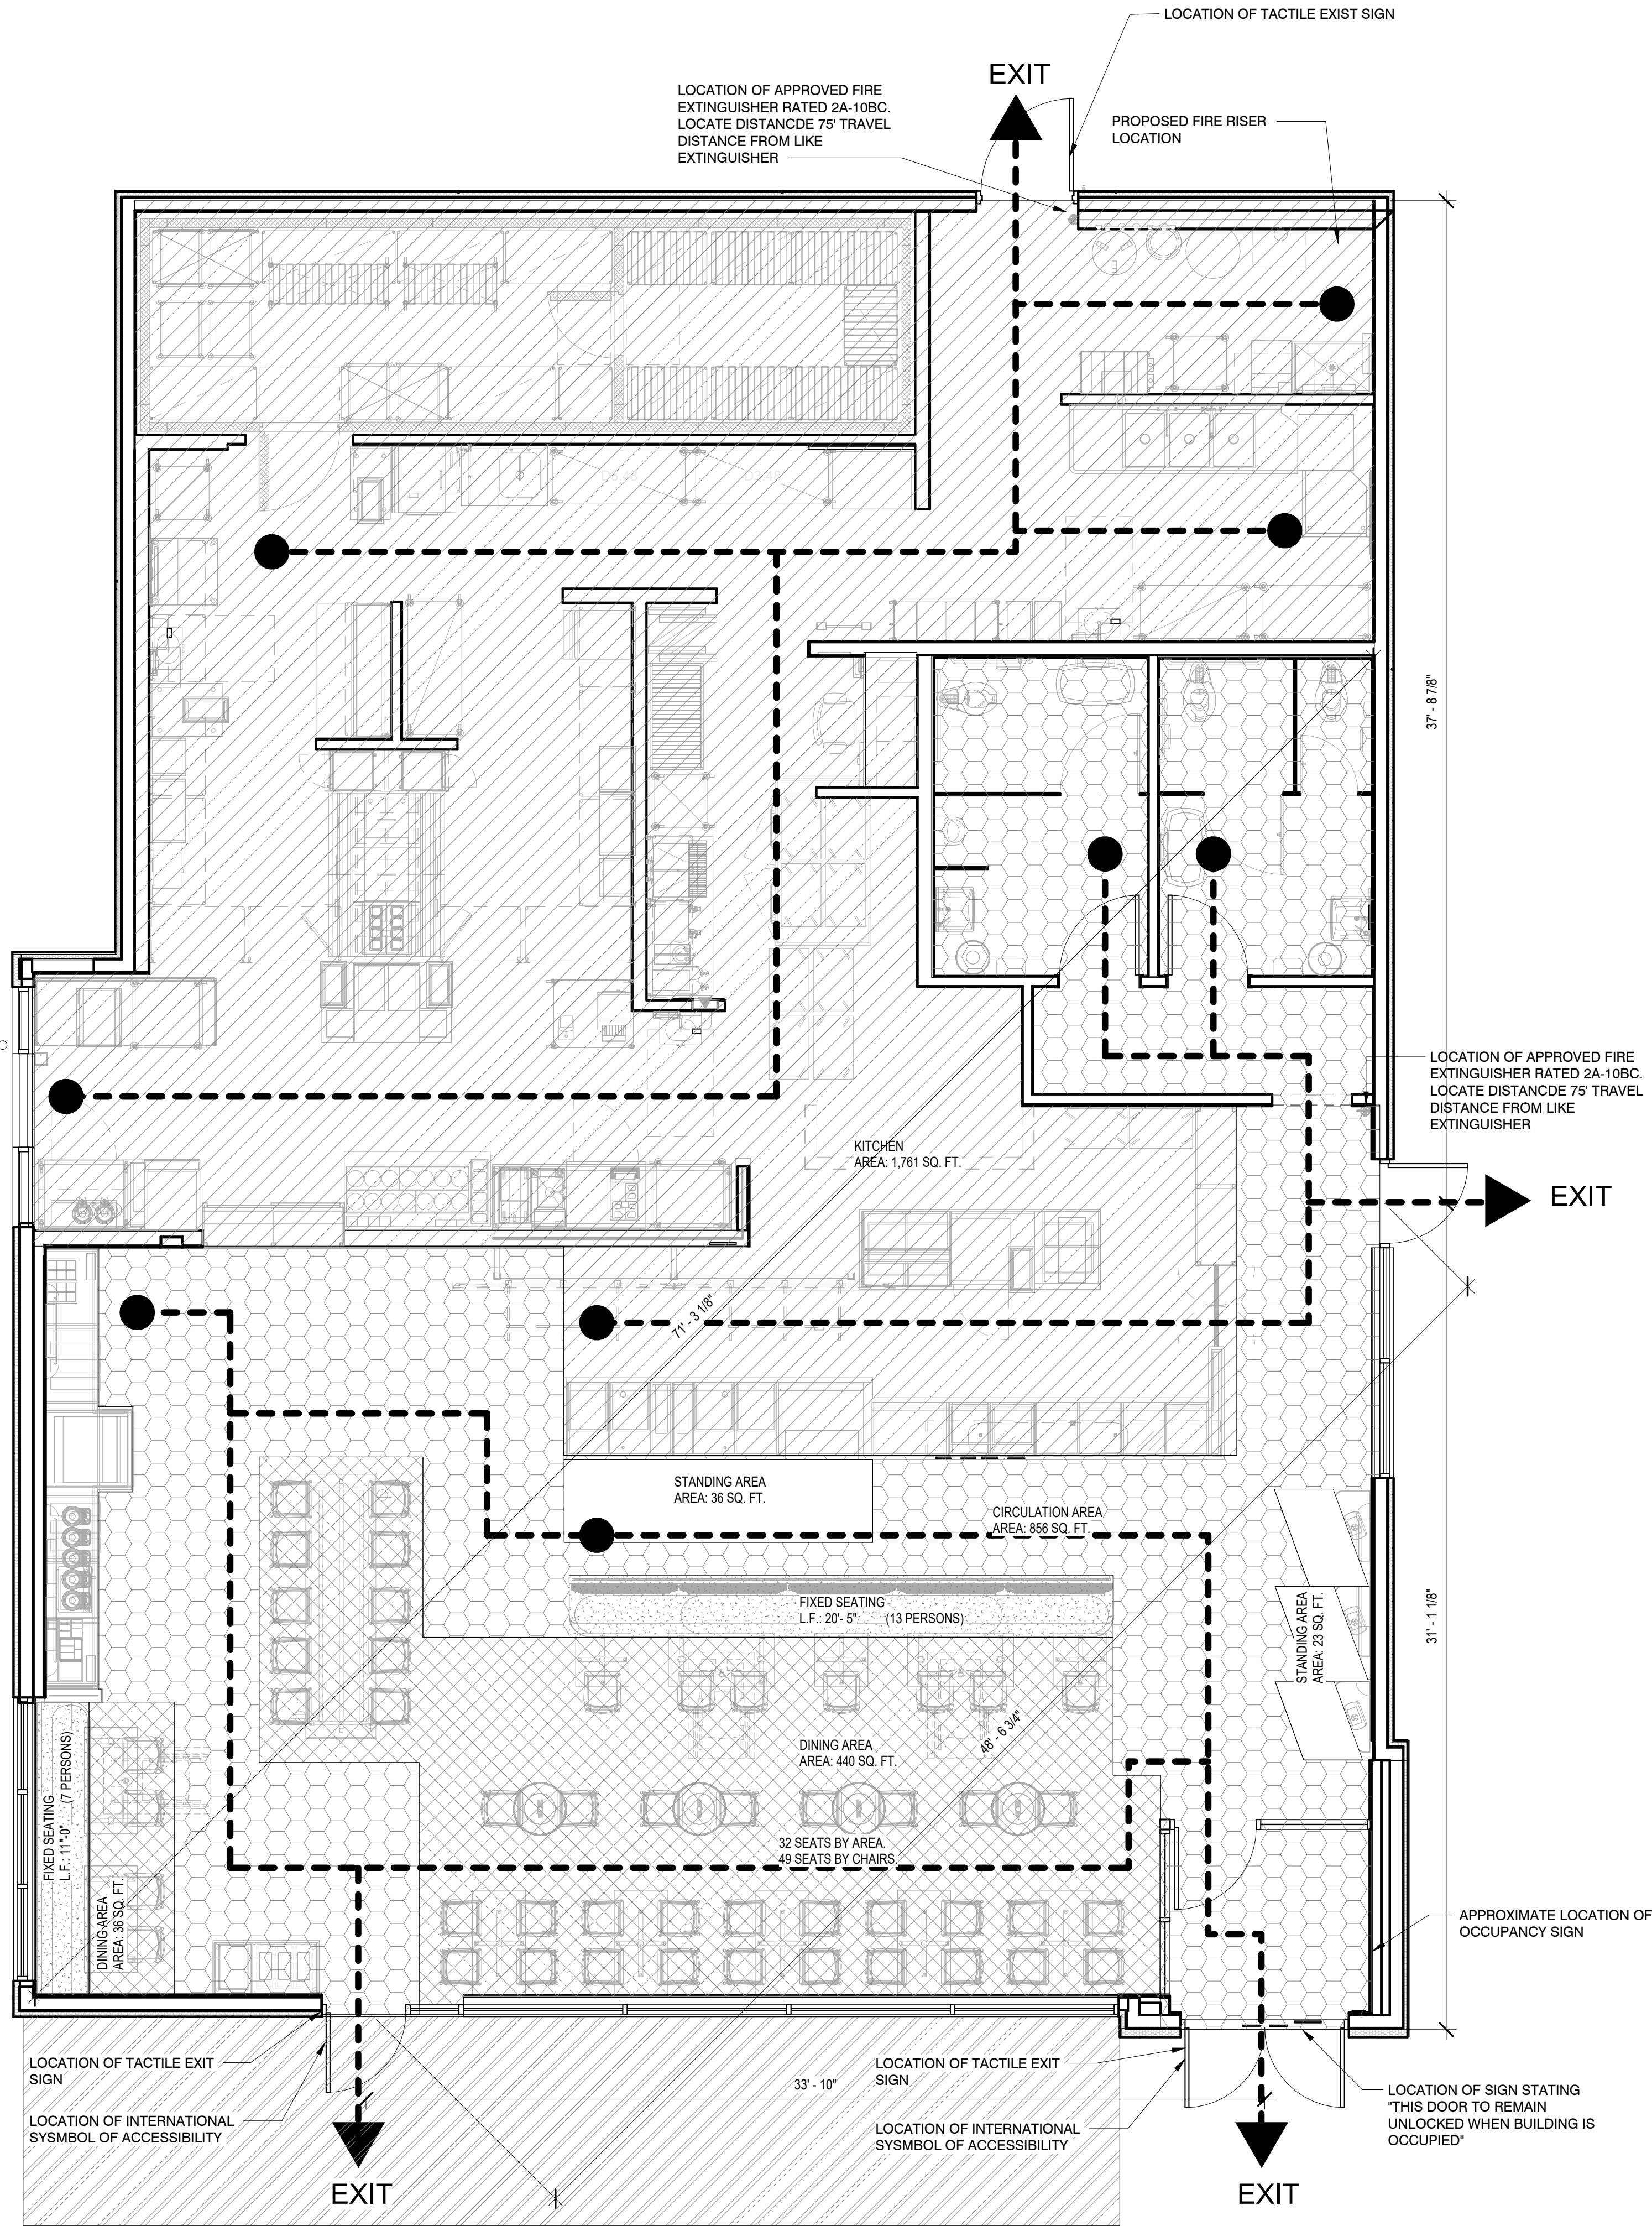 LOCATION OF TACTILE EXIST SIGN
EXIT
LOCATION OF APPROVED FIRE
EXTINGUISHER RATED 2A-10BC.
LOCATE DISTANCDE 75' TRAVEL
DISTANCE FROM LIKE
EXTINGUISHER
PROPOSED FIRE RISER
LOCATION
37' - 8 7/8"
LOCATION OF APPROVED FIRE
EXTINGUISHER RATED 2A-10BC.
LOCATE DISTANCDE 75' TRAVEL
DISTANCE FROM LIKE
EXTINGUISHER
KITCHEN
AREA: 1,761 SQ. FT.
EXIT
71' - 3 1/8"
STANDING AREA
AREA: 36 SQ. FT.
CIRCULATION AREA
AREA: 856 SQ. FT.
FIXED SEATING
L.F.: 20'- 5" (13 PERSONS)
STANDING AREA
AREA: 23 SQ. FT.
31' - 1 1/8"
48' - 6 3/4"
DINING AREA
AREA: 440 SQ. FT.
FIXED SEATING
L.F.: 11"-0" (7 PERSONS)
32 SEATS BY AREA.
49 SEATS BY CHAIRS.
DINING AREA
AREA: 36 SQ. FT.
APPROXIMATE LOCATION OF
OCCUPANCY SIGN
LOCATION OF TACTILE EXIT
SIGN
LOCATION OF INTERNATIONAL
SYSMBOL OF ACCESSIBILITY
33' - 10"
LOCATION OF TACTILE EXIT
SIGN
LOCATION OF INTERNATIONAL
SYSMBOL OF ACCESSIBILITY
LOCATION OF SIGN STATING
"THIS DOOR TO REMAIN
UNLOCKED WHEN BUILDING IS
OCCUPIED"
EXIT
EXIT